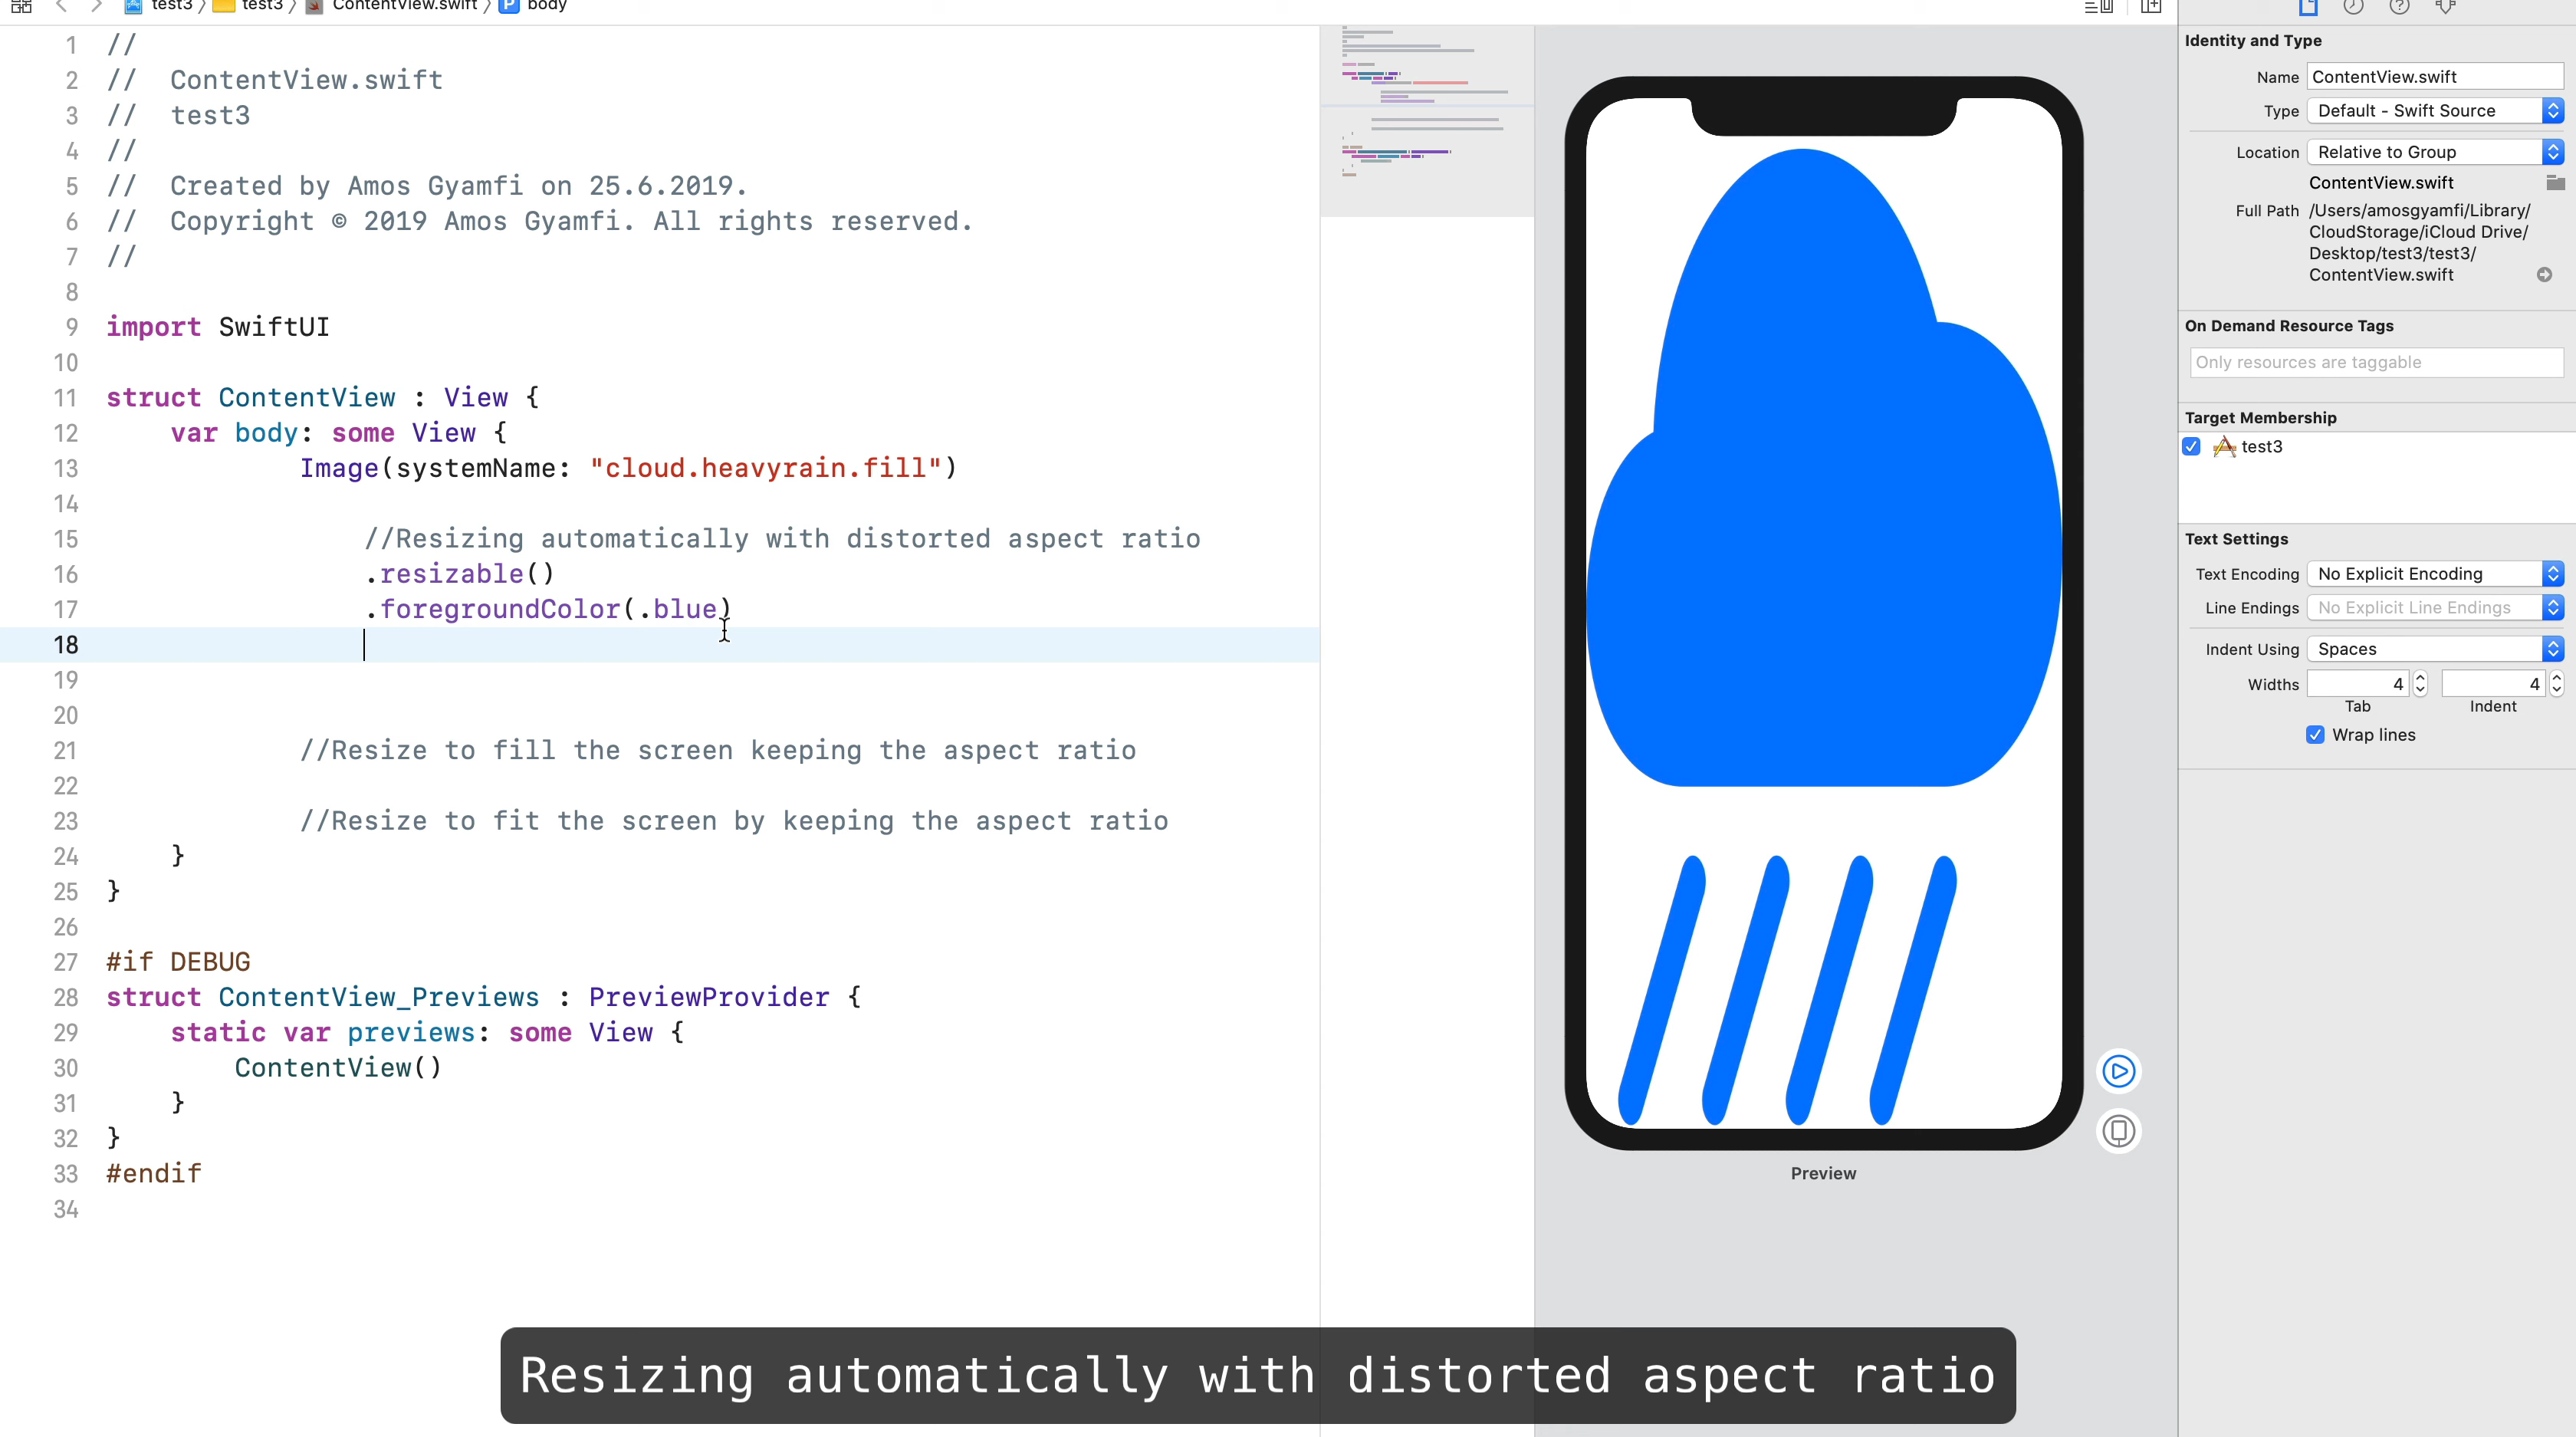 test3 〉 test3 〉 ContentView.swift 〉 P body
1 //
2 //  ContentView.swift
3 //  test3
4 //
5 //  Created by Amos Gyamfi on 25.6.2019.
6 //  Copyright © 2019 Amos Gyamfi. All rights reserved.
7 //
8
9 import SwiftUI
10
11 struct ContentView : View {
12     var body: some View {
13             Image(systemName: "cloud.heavyrain.fill")
14
15                 //Resizing automatically with distorted aspect ratio
16                 .resizable()
17                 .foregroundColor(.blue)
18
19
20
21             //Resize to fill the screen keeping the aspect ratio
22
23             //Resize to fit the screen by keeping the aspect ratio
24     }
25 }
26
27 #if DEBUG
28 struct ContentView_Previews : PreviewProvider {
29     static var previews: some View {
30         ContentView()
31     }
32 }
33 #endif
34
Preview
Identity and Type
Name ContentView.swift
Type Default - Swift Source
Location Relative to Group
ContentView.swift
Full Path /Users/amosgyamfi/Library/
CloudStorage/iCloud Drive/
Desktop/test3/test3/
ContentView.swift
On Demand Resource Tags
Only resources are taggable
Target Membership
test3
Text Settings
Text Encoding No Explicit Encoding
Line Endings No Explicit Line Endings
Indent Using Spaces
Widths 4 4
Tab Indent
Wrap lines
Resizing automatically with distorted aspect ratio